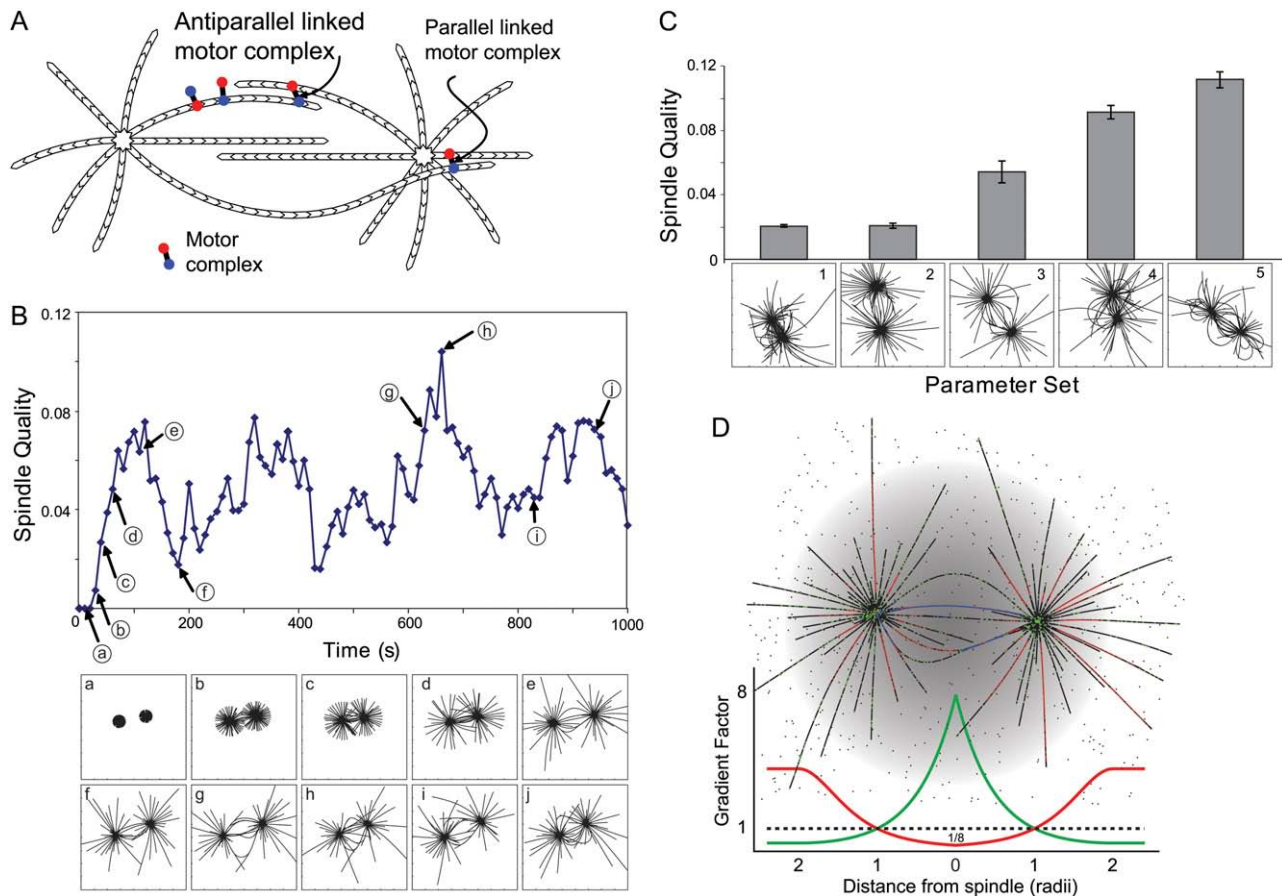 A
Antiparallel linked
motor complex
Parallel linked
motor complex
Motor
complex
B
0.12
0.08
0.04
0
Spindle Quality
0 200 400 600 800 1000
Time (s)
a
b
c
d
e
f
g
h
i
j
a b c d e
f g h i j
C
0.12
0.08
0.04
0
Spindle Quality
1 2 3 4 5
Parameter Set
D
8
1
Gradient Factor
1/8
2 1 0 1 2
Distance from spindle (radii)